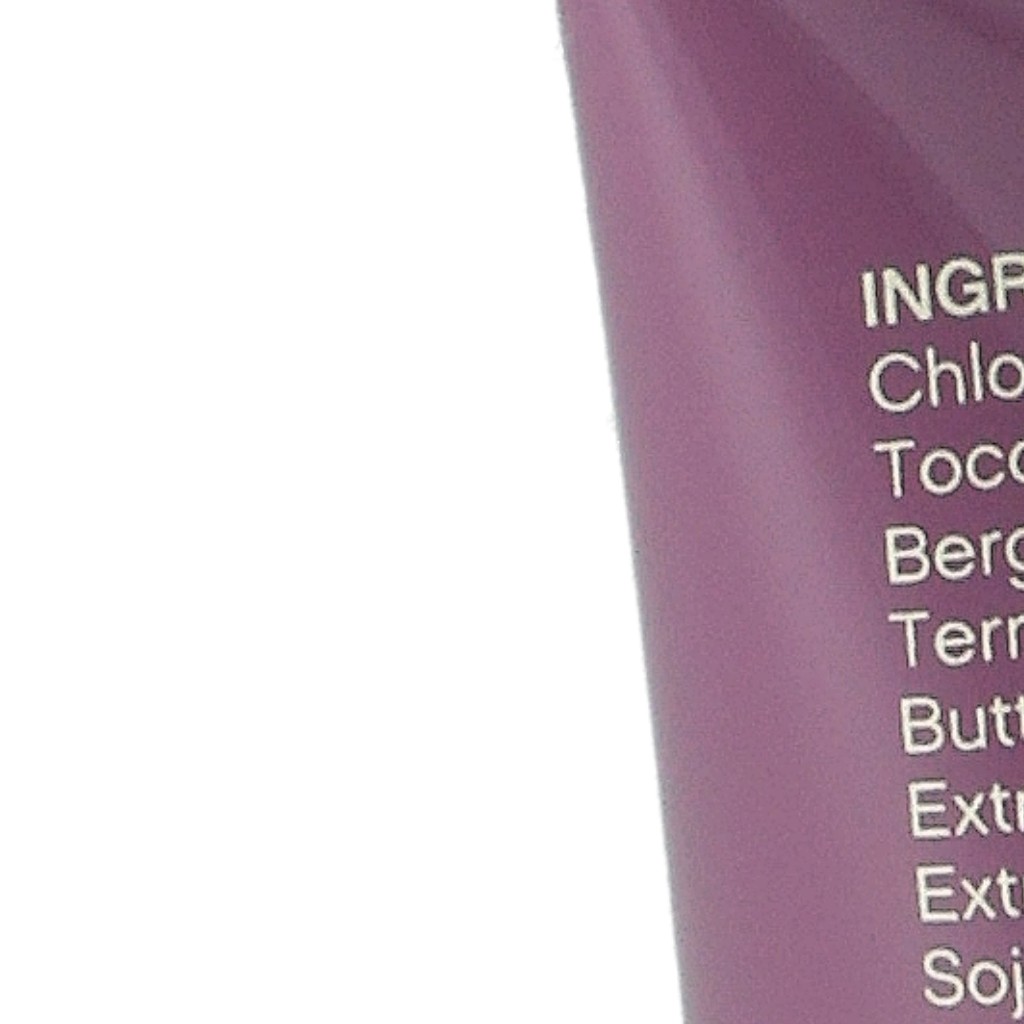 INGR
Chlo
Toco
Berg
Terr
Butt
Extr
Ext
Soj